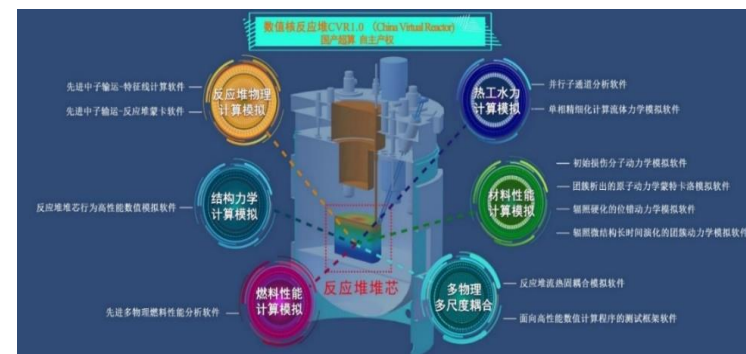 数值核反应堆CVR1.0 （China Virtual Reactor)
国产超算 自主产权
先进中子输运-特征线计算软件
先进中子输运-反应堆蒙卡软件
反应堆物理
计算模拟
热工水力
计算模拟
并行子通道分析软件
单相精细化计算流体力学模拟软件
反应堆堆芯行为高性能数值模拟软件
结构力学
计算模拟
材料性能
计算模拟
初始损伤分子动力学模拟软件
团簇析出的原子动力学蒙特卡洛模拟软件
辐照硬化的位错动力学模拟软件
辐照微结构长时间演化的团簇动力学模拟软件
先进多物理燃料性能分析软件
燃料性能
计算模拟
反应堆堆芯
多物理
多尺度耦合
反应堆流热固耦合模拟软件
面向高性能数值计算程序的测试框架软件